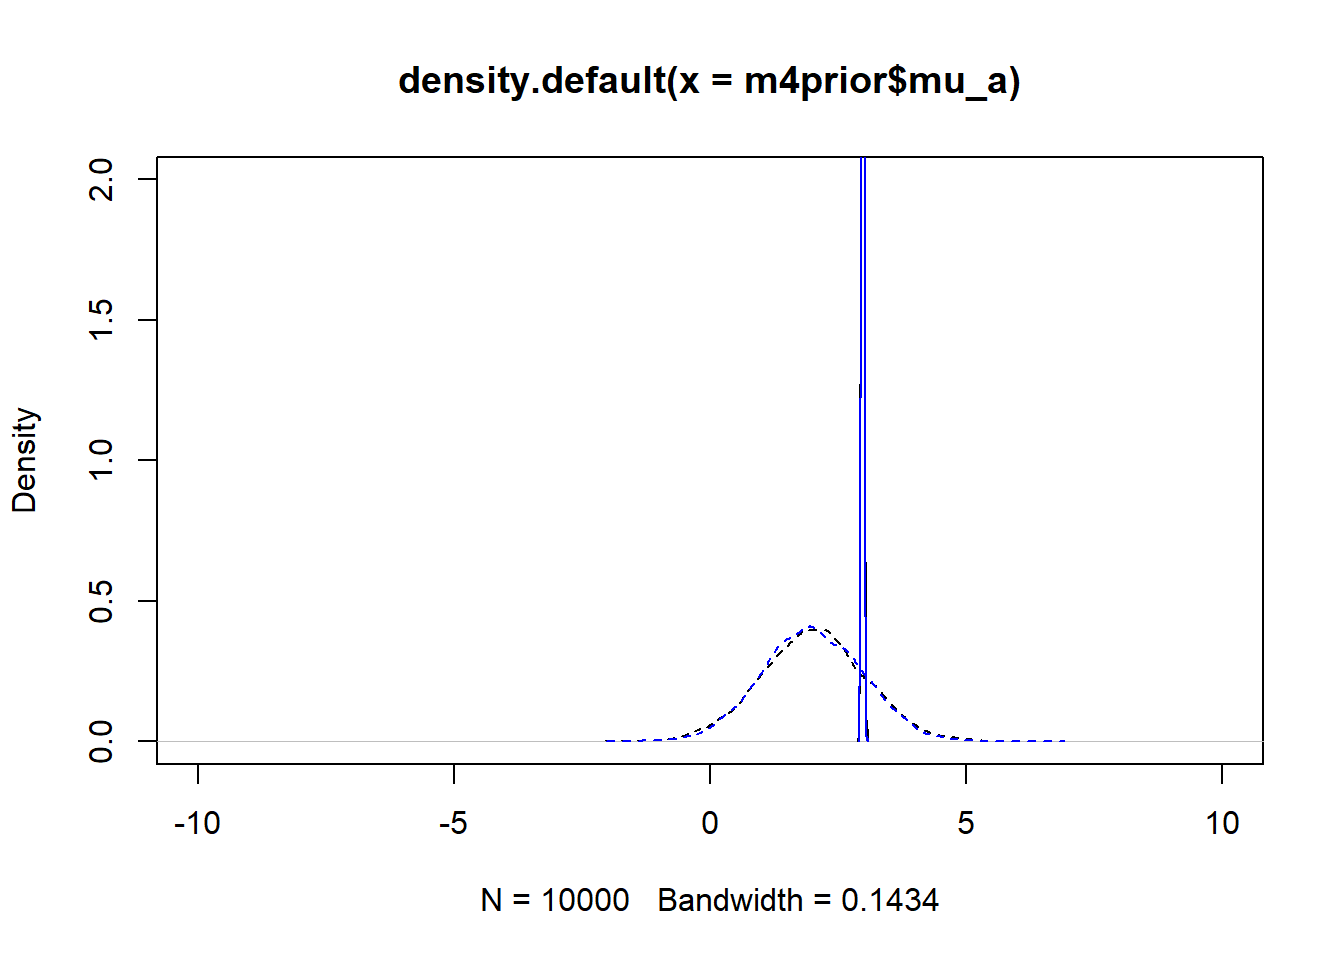 density.default(x = m4prior$mu_a)
Density
2.0
1.5
1.0
0.5
0.0
-10 -5 0 5 10
N = 10000 Bandwidth = 0.1434